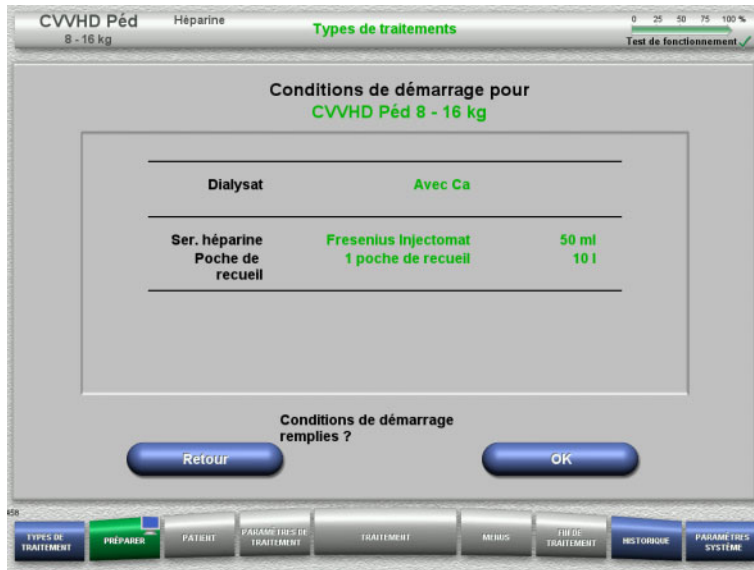 CVVHD Péd
8 - 16 kg
Héparine
Types de traitements
0 25 50 75 100 %
Test de fonctionnement
Conditions de démarrage pour
CVVHD Péd 8 - 16 kg
Dialysat Avec Ca
Ser. héparine Fresenius Injectomat 50 ml
Poche de recueil 1 poche de recueil 10 l
Conditions de démarrage
remplies ?
Retour OK
458
TYPES DE TRAITEMENT
PRÉPARER
PATIENT
PARAMÈTRES DE TRAITEMENT
TRAITEMENT
MENUS
FIN DE TRAITEMENT
HISTORIQUE
PARAMÈTRES SYSTÈME